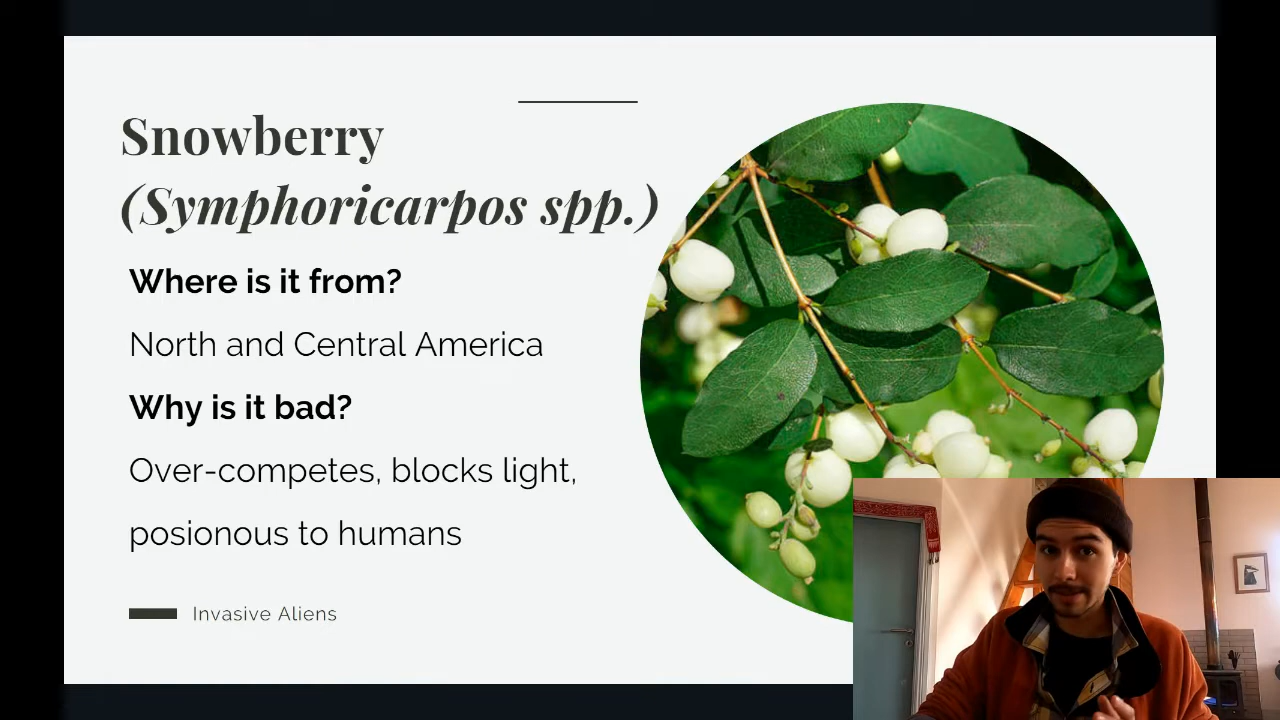 Snowberry
(Symphoricarpos spp.)
Where is it from?
North and Central America
Why is it bad?
Over-competes, blocks light,
posionous to humans
Invasive Aliens